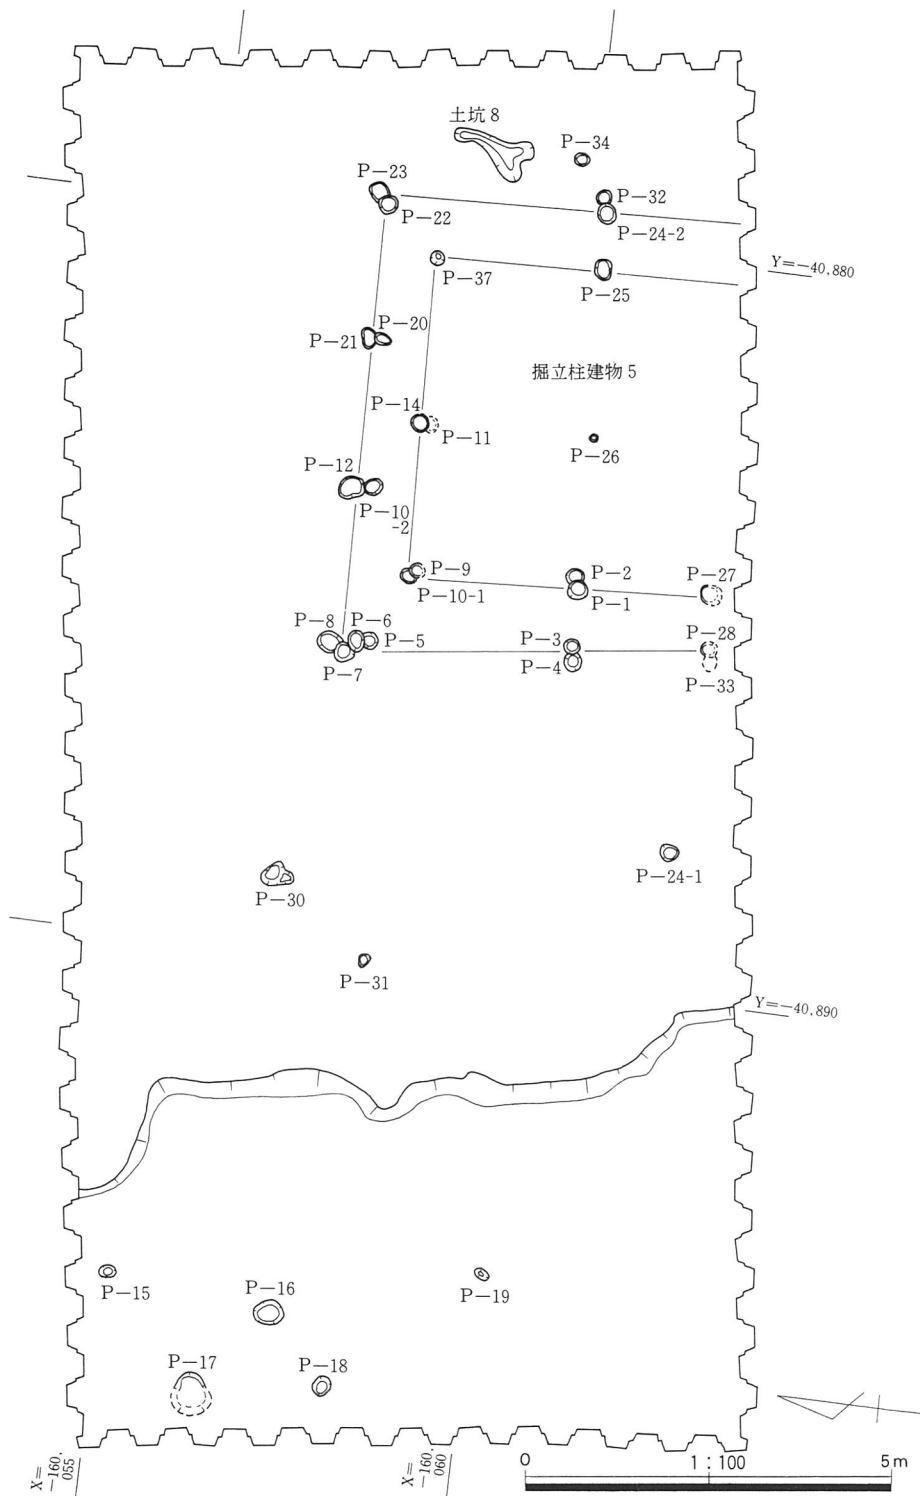 土坑 8
P−34
P−23
P−32
P−22
P−24-2
Y=−40,880
P−37
P−25
P−20
P−21
掘立柱建物 5
P−14
P−11
P−26
P−12
P−10
-2
P−9
P−2
P−27
P−10-1
P−1
P−8
P−6
P−28
P−5
P−3
P−7
P−4
P−33
P−24-1
P−30
P−31
Y=−40,890
P−15
P−16
P−19
P−17
P−18
X=
−160,
055
X=
−160,
060
0
1:100
5m